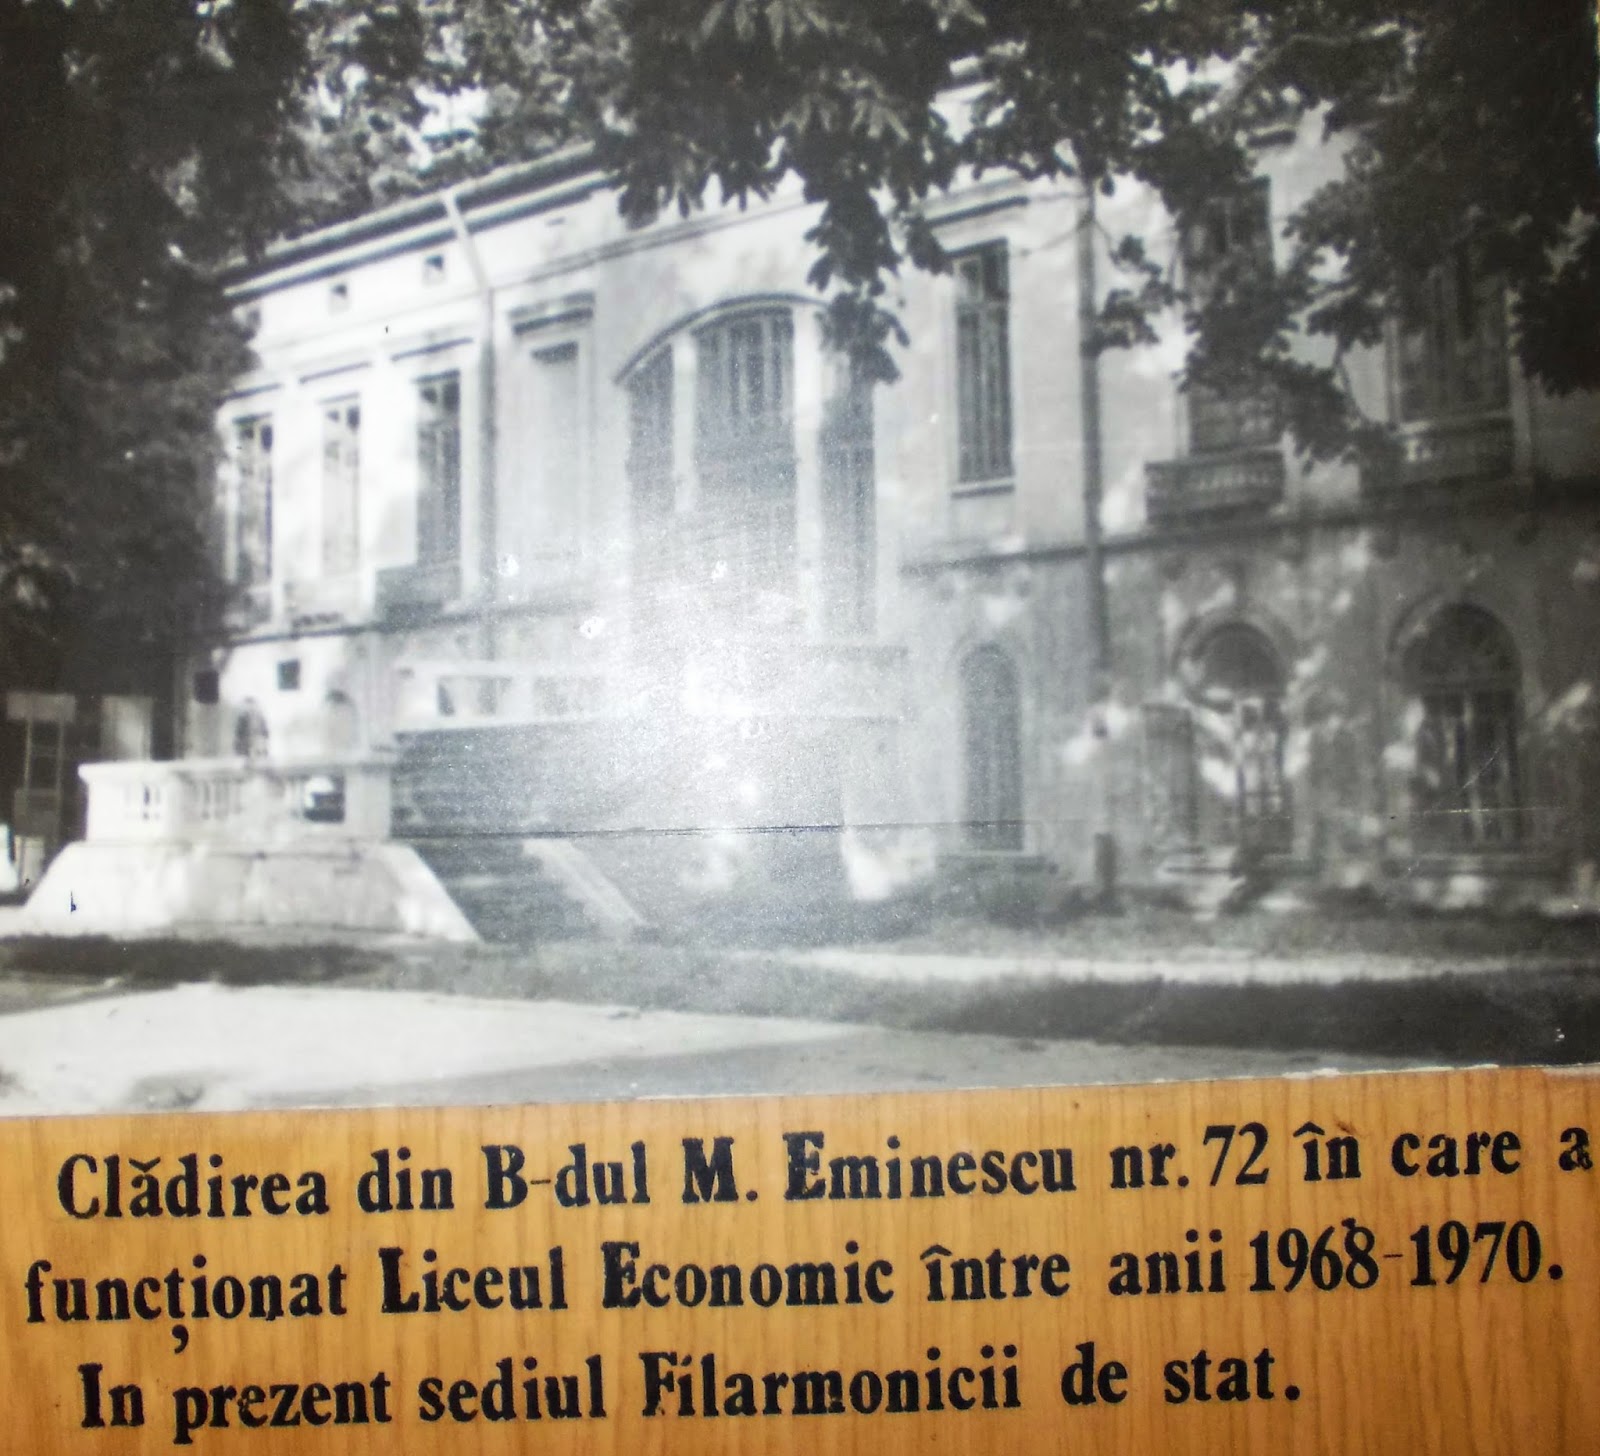 Clădirea din B-dul M. Eminescu nr. 72 în care a
funcționat Liceul Economic între anii 1968-1970.
In prezent sediul Filarmonicii de stat.